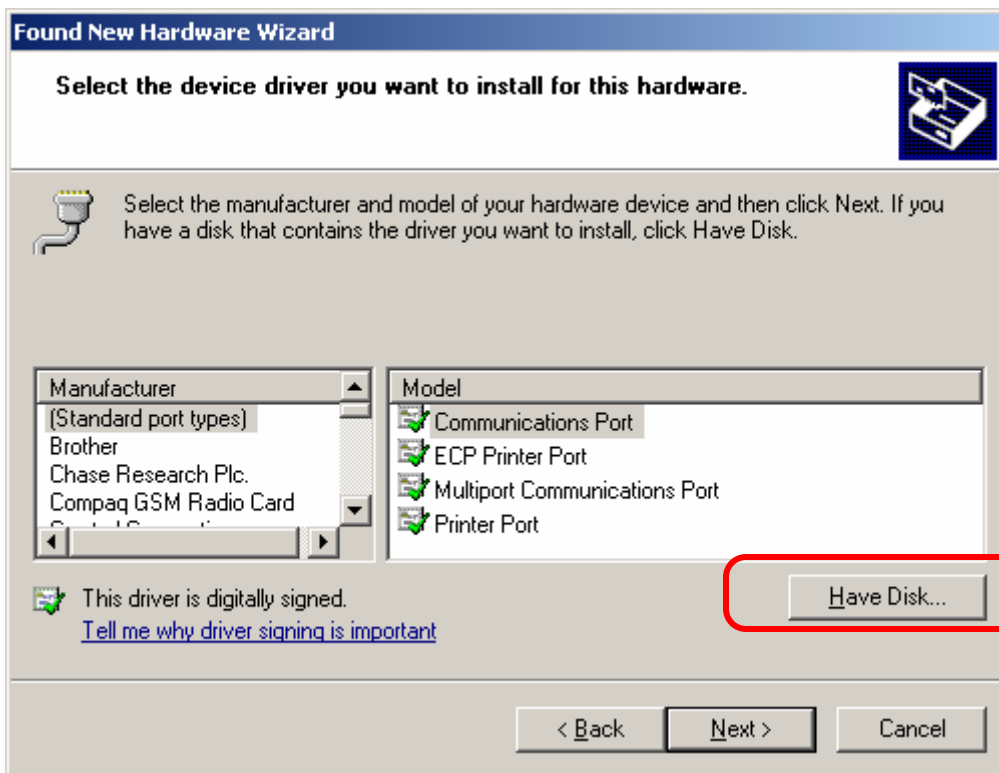 Found New Hardware Wizard
Select the device driver you want to install for this hardware.
Select the manufacturer and model of your hardware device and then click Next. If you
have a disk that contains the driver you want to install, click Have Disk.
Manufacturer
(Standard port types)
Brother
Chase Research Plc.
Compaq GSM Radio Card
Model
Communications Port
ECP Printer Port
Multiport Communications Port
Printer Port
This driver is digitally signed.
Tell me why driver signing is important
Have Disk...
< Back
Next >
Cancel